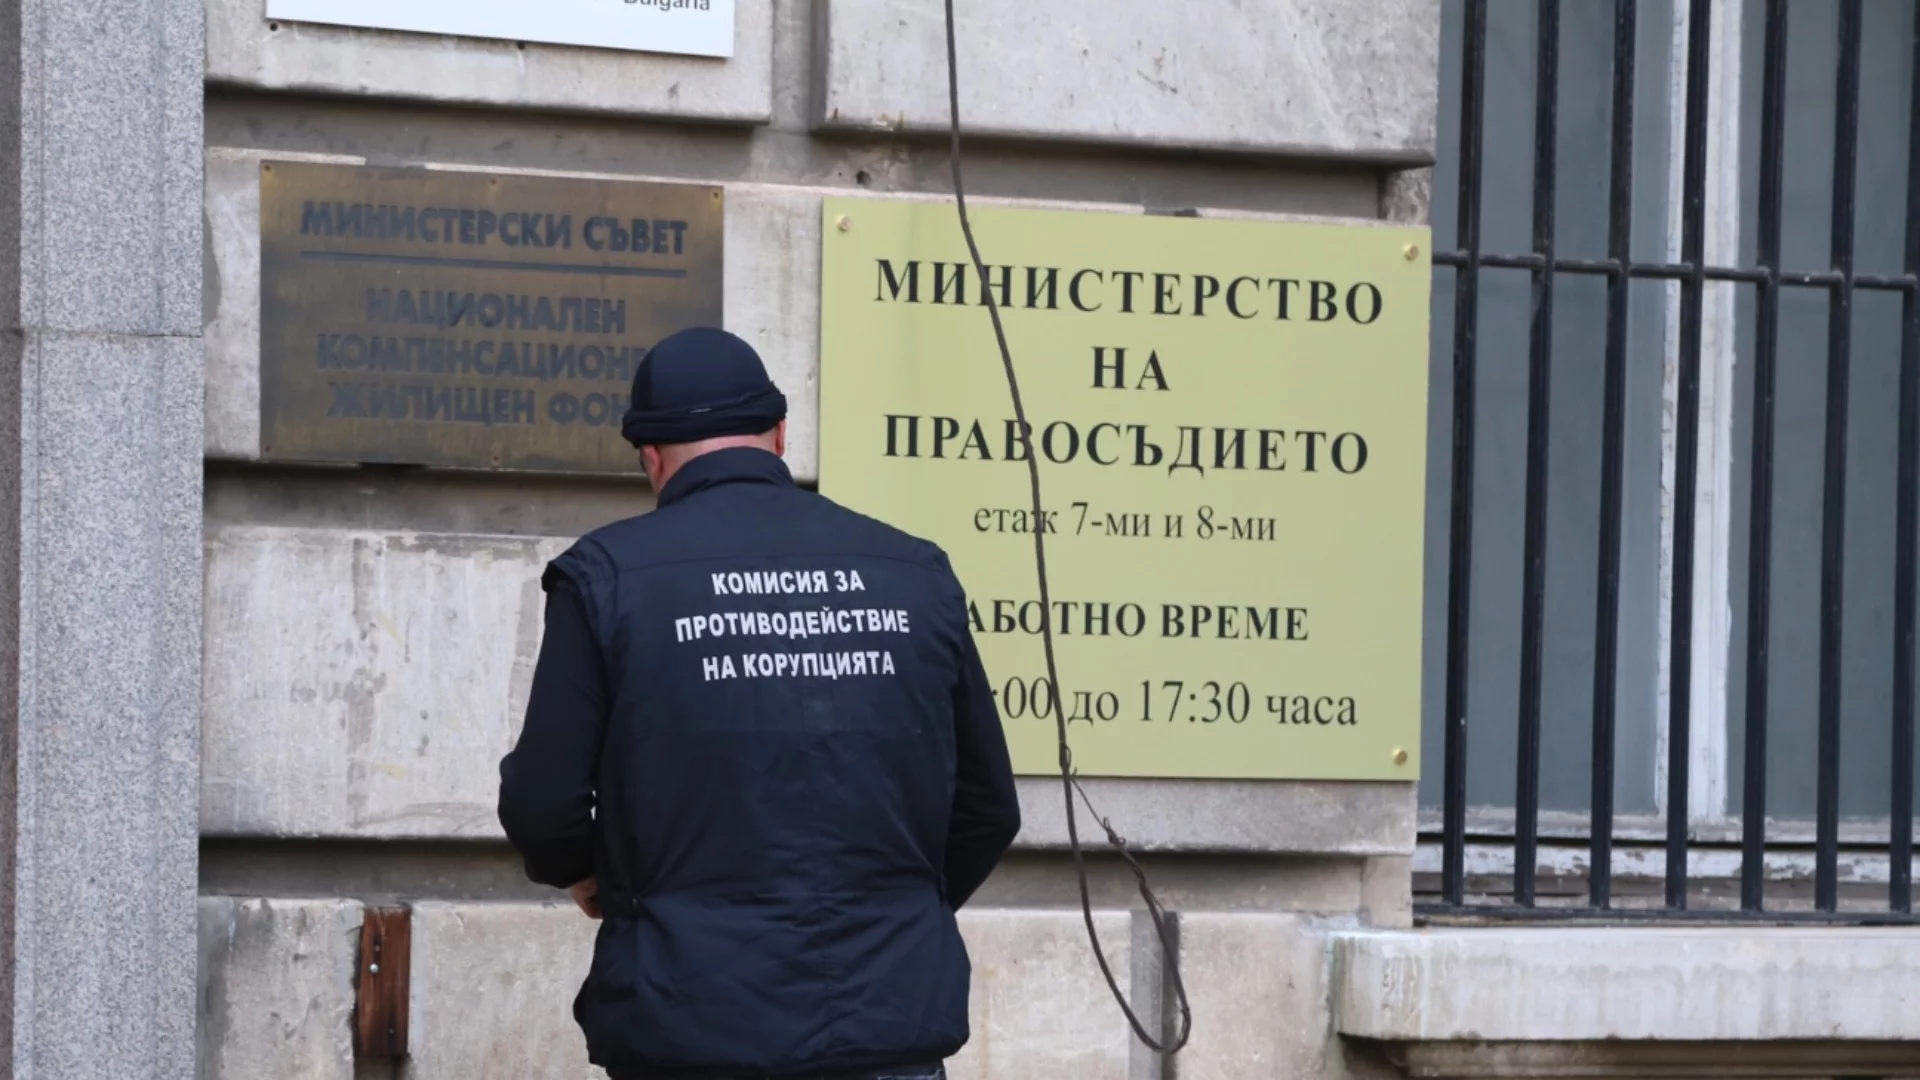 Bulgaria
МИНИСТЕРСКИ СЪВЕТ
НАЦИОНАЛЕН
ЖИЛИЩЕН
МИНИСТЕРСТВО
НА
ПРАВОСЪДИЕТО
етаж 7-ми и 8-ми
ВРЕМЕ
до 17:30 часа
КОМИСИЯ ЗА
ПРОТИВОДЕЙСТВИЕ
НА КОРУПЦИЯТА